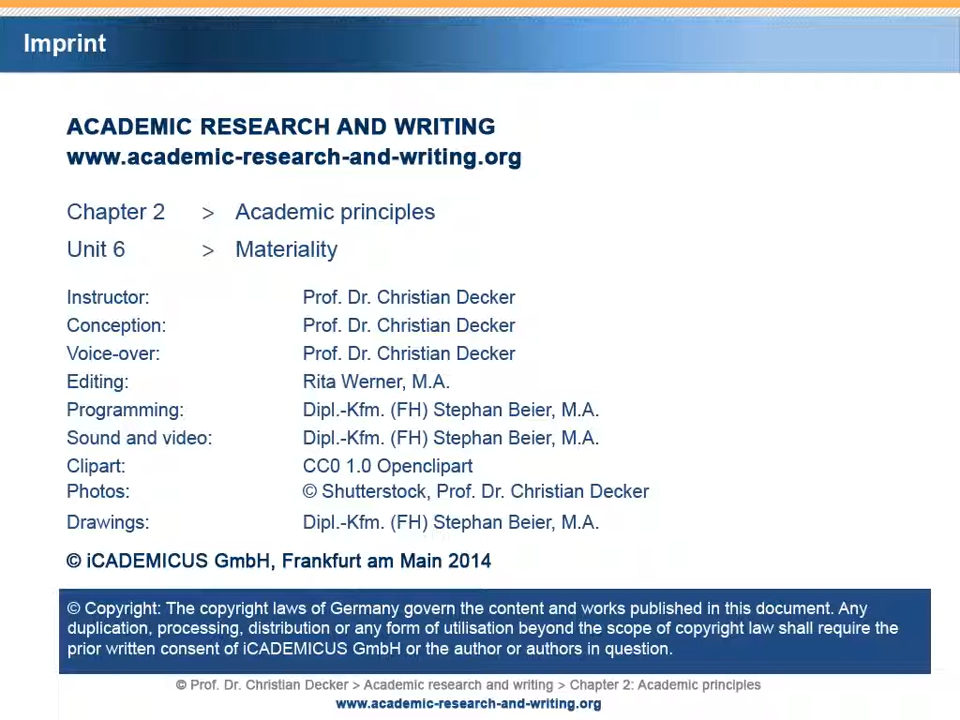 Imprint
ACADEMIC RESEARCH AND WRITING
www.academic-research-and-writing.org
Chapter 2 > Academic principles
Unit 6 > Materiality
Instructor: Prof. Dr. Christian Decker
Conception: Prof. Dr. Christian Decker
Voice-over: Prof. Dr. Christian Decker
Editing: Rita Werner, M.A.
Programming: Dipl.-Kfm. (FH) Stephan Beier, M.A.
Sound and video: Dipl.-Kfm. (FH) Stephan Beier, M.A.
Clipart: CC0 1.0 Openclipart
Photos: © Shutterstock, Prof. Dr. Christian Decker
Drawings: Dipl.-Kfm. (FH) Stephan Beier, M.A.
© iCADEMICUS GmbH, Frankfurt am Main 2014
© Copyright: The copyright laws of Germany govern the content and works published in this document. Any
duplication, processing, distribution or any form of utilisation beyond the scope of copyright law shall require the
prior written consent of iCADEMICUS GmbH or the author or authors in question.
© Prof. Dr. Christian Decker > Academic research and writing > Chapter 2: Academic principles
www.academic-research-and-writing.org